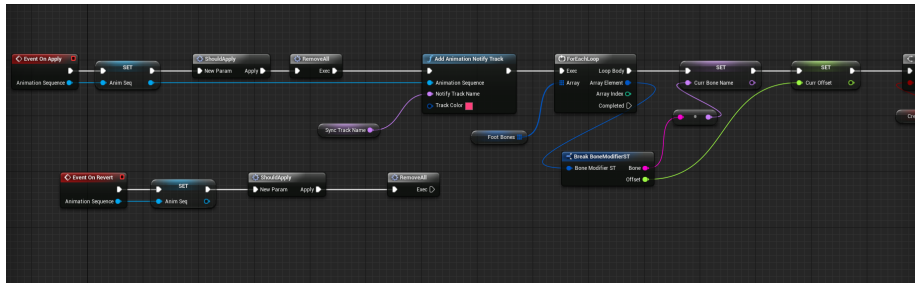 Event On Apply
Animation Sequence
SET
Anim Seq
ShouldApply
New Param Apply
RemoveAll
Exec
Add Animation Notify Track
Animation Sequence
Notify Track Name
Track Color
Sync Track Name
ForEachLoop
Exec Loop Body
Array Array Element
Array Index
Completed
Foot Bones
SET
Curr Bone Name
SET
Curr Offset
Break BoneModifierST
Bone Modifier ST Bone
Offset
Event On Revert
Animation Sequence
SET
Anim Seq
ShouldApply
New Param Apply
RemoveAll
Exec